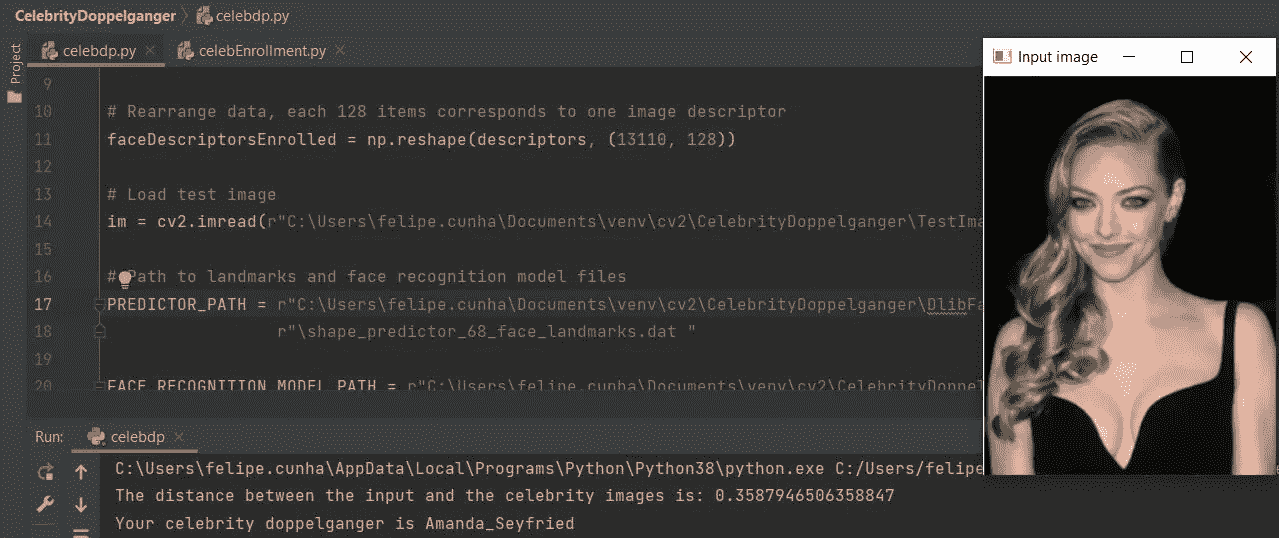 CelebrityDoppelganger celebdp.py
Project
celebdp.py celebEnrollment.py
Input image
9
10 # Rearrange data, each 128 items corresponds to one image descriptor
11 faceDescriptorsEnrolled = np.reshape(descriptors, (13110, 128))
12
13 # Load test image
14 im = cv2.imread(r"C:\Users\felipe.cunha\Documents\venv\cv2\CelebrityDoppelganger\TestIma
15
16 # Path to landmarks and face recognition model files
17 PREDICTOR_PATH = r"C:\Users\felipe.cunha\Documents\venv\cv2\CelebrityDoppelganger\DlibFa
18 r"\shape_predictor_68_face_landmarks.dat "
19
20 FACE_RECOGNITION_MODEL_PATH = r"C:\Users\felipe.cunha\Documents\venv\cv2\CelebrityDoppel
Run: celebdp
C:\Users\felipe.cunha\AppData\Local\Programs\Python\Python38\python.exe C:/Users/felipe
The distance between the input and the celebrity images is: 0.3587946506358847
Your celebrity doppelganger is Amanda_Seyfried